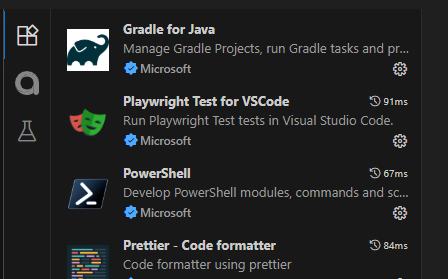 Gradle for Java
Manage Gradle Projects, run Gradle tasks and pr...
Microsoft
Playwright Test for VSCode 91ms
Run Playwright Test tests in Visual Studio Code.
Microsoft
PowerShell 67ms
Develop PowerShell modules, commands and sc...
Microsoft
Prettier - Code formatter 84ms
Code formatter using prettier